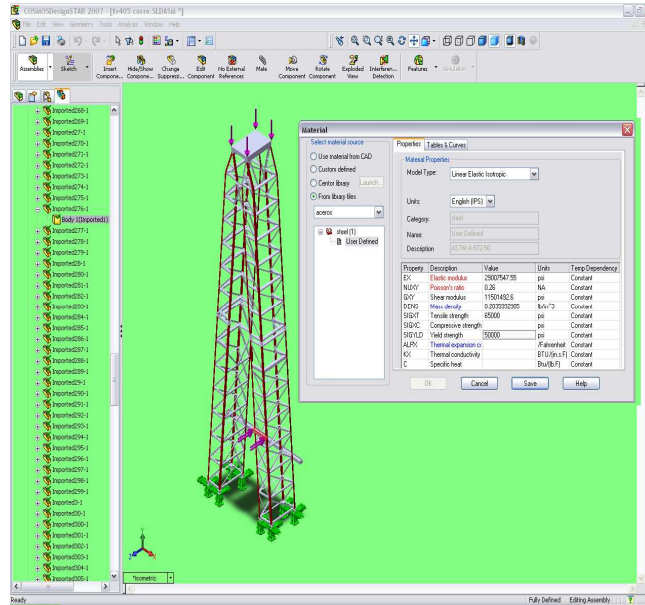 COSMOSDesignSTAR 2007 - [tv405 corre.SLDASM *]
File Edit View Geometry Tools Analysis Window Help
Assemblies Sketch Insert Compone... Hide/Show Compone... Change Suppressi... Edit Component No External References Mate Move Component Rotate Component Exploded View Interferen... Detection Features Simulation
Imported268-1
Imported269-1
Imported27-1
Imported270-1
Imported271-1
Imported272-1
Imported273-1
Imported274-1
Imported275-1
Imported276-1
Body 1(Imported1)
Imported277-1
Imported278-1
Imported279-1
Imported28-1
Imported280-1
Imported281-1
Imported282-1
Imported283-1
Imported284-1
Imported285-1
Imported286-1
Imported287-1
Imported288-1
Imported289-1
Imported29-1
Imported290-1
Imported291-1
Imported292-1
Imported293-1
Imported294-1
Imported295-1
Imported296-1
Imported297-1
Imported298-1
Imported299-1
Imported3-1
Imported30-1
Imported300-1
Imported301-1
Imported302-1
Imported303-1
Imported304-1
Imported305-1
Material
Select material source
Use material from CAD
Custom defined
Centor library Launch...
From library files
aceros
steel (1)
User Defined
Properties Tables & Curves
Material Properties
Model Type: Linear Elastic Isotropic
Units: English (IPS)
Category: steel
Name: User Defined
Description ASTM-A-572-50
Property Description Value Units Temp Dependency
EX Elastic modulus 29007547.55 psi Constant
NUXY Poisson's ratio 0.26 NA Constant
GXY Shear modulus 11501492.6 psi Constant
DENS Mass density lb/in^3 Constant
SIGXT Tensile strength 65000 psi Constant
SIGXC Compressive strength psi Constant
SIGYLD Yield strength 50000 psi Constant
ALPX Thermal expansion co /Fahrenheit Constant
KX Thermal conductivity BTU/(in.s.F) Constant
C Specific heat Btu/(lb.F) Constant
OK Cancel Save Help
Y
Z X
*Isometric
Ready Fully Defined Editing Assembly